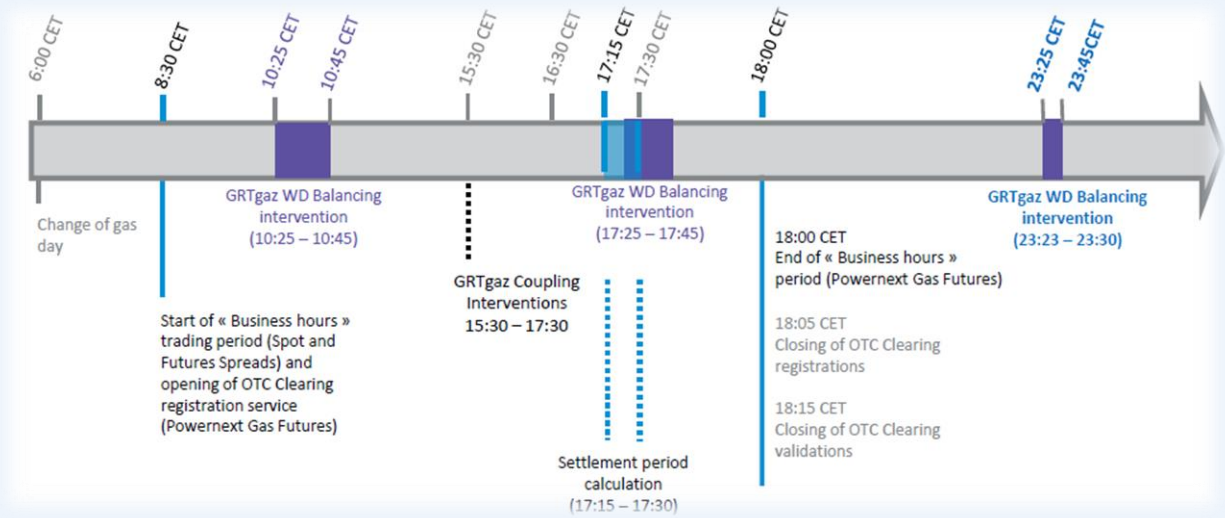 6:00 CET
8:30 CET
10:25 CET
10:45 CET
15:30 CET
16:30 CET
17:15 CET
17:30 CET
18:00 CET
23:25 CET
23:45CET
Change of gas
day
Start of « Business hours »
trading period (Spot and
Futures Spreads) and
opening of OTC Clearing
registration service
(Powernext Gas Futures)
GRTgaz WD Balancing
intervention
(10:25 – 10:45)
GRTgaz Coupling
Interventions
15:30 – 17:30
GRTgaz WD Balancing
intervention
(17:25 – 17:45)
Settlement period
calculation
(17:15 – 17:30)
18:00 CET
End of « Business hours »
period (Powernext Gas Futures)
18:05 CET
Closing of OTC Clearing
registrations
18:15 CET
Closing of OTC Clearing
validations
GRTgaz WD Balancing
intervention
(23:23 – 23:30)